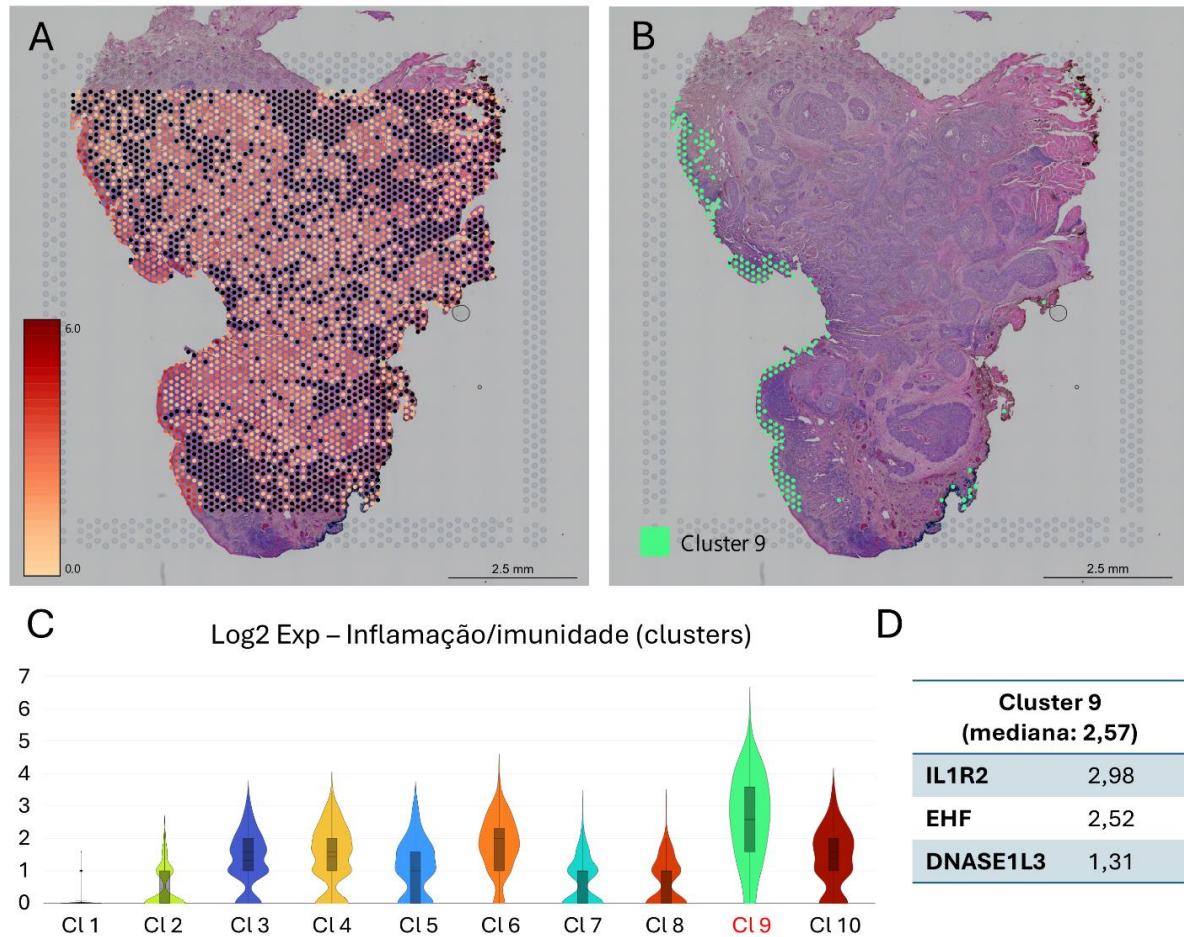 A
6.0
0.0
2.5 mm
B
Cluster 9
2.5 mm
C
Log2 Exp – Inflamação/imunidade (clusters)
7
6
5
4
3
2
1
0
Cl 1 Cl 2 Cl 3 Cl 4 Cl 5 Cl 6 Cl 7 Cl 8 Cl 9 Cl 10
D
Cluster 9
(mediana: 2,57)
IL1R2 2,98
EHF 2,52
DNASE1L3 1,31